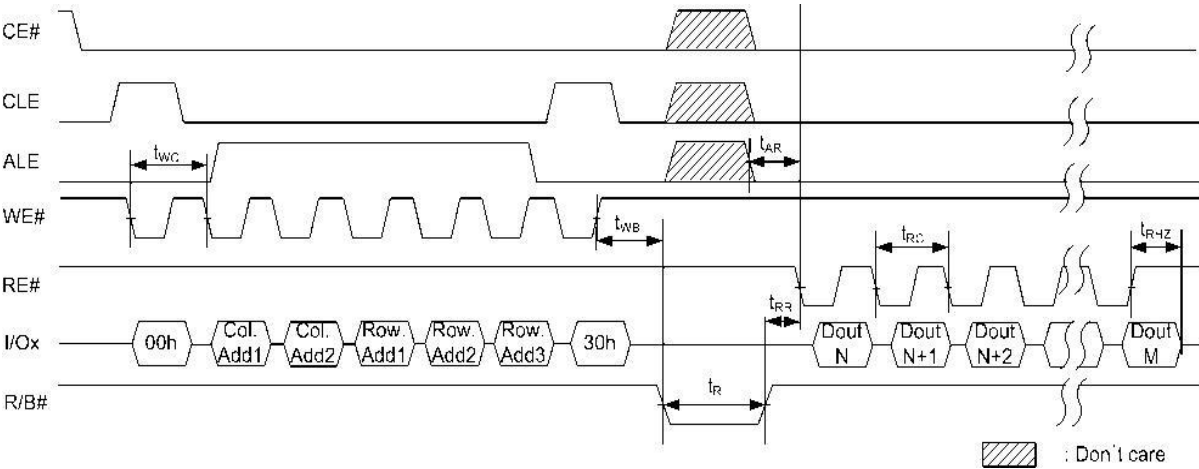 CE#
CLE
ALE
tWC
tAR
WE#
tWB
tRC
tRHZ
RE#
tRR
I/Ox
00h
Col. Add1
Col. Add2
Row. Add1
Row. Add2
Row. Add3
30h
Dout N
Dout N+1
Dout N+2
Dout M
R/B#
tR
: Don't care